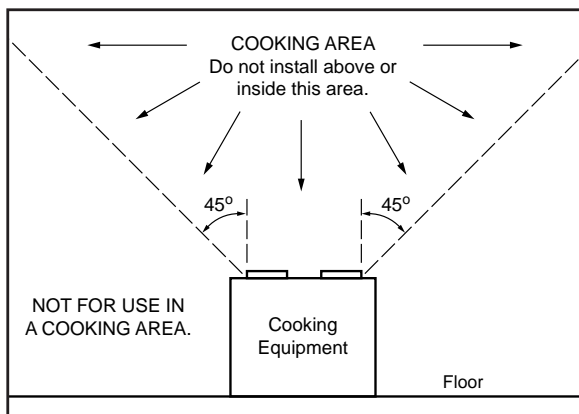 COOKING AREA
Do not install above or
inside this area.
45º
45º
NOT FOR USE IN
A COOKING AREA.
Cooking
Equipment
Floor